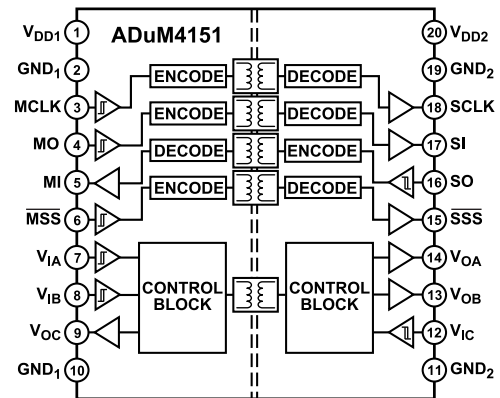 ADuM4151
VDD1 1 20 VDD2
GND1 2 19 GND2
MCLK 3 ENCODE DECODE 18 SCLK
MO 4 ENCODE DECODE 17 SI
MI 5 DECODE ENCODE 16 SO
MSS 6 ENCODE DECODE 15 SSS
VIA 7 14 VOA
VIB 8 CONTROL BLOCK CONTROL BLOCK 13 VOB
VOC 9 12 VIC
GND1 10 11 GND2